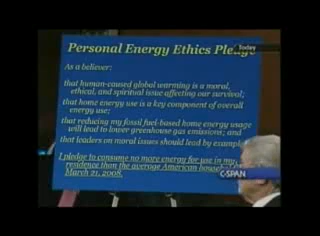 Personal Energy Ethics Pledge
Today
As a believer:
that human-caused global warming is a moral,
ethical, and spiritual issue affecting our survival;
that home energy use is a key component of overall
energy use;
that reducing my fossil fuel-based home energy usage
will lead to lower greenhouse gas emissions; and
that leaders on moral issues should lead by example
I pledge to consume no more energy for use in my
residence than the average American household
March 21, 2008.
C-SPAN